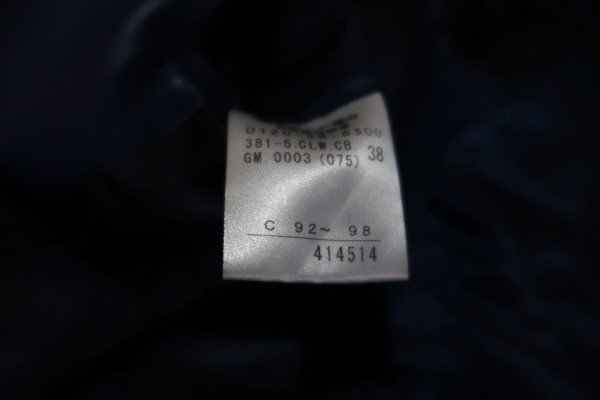 381-5.CLW.CB
GM.0003 (075) 38
C 92~ 98
414514